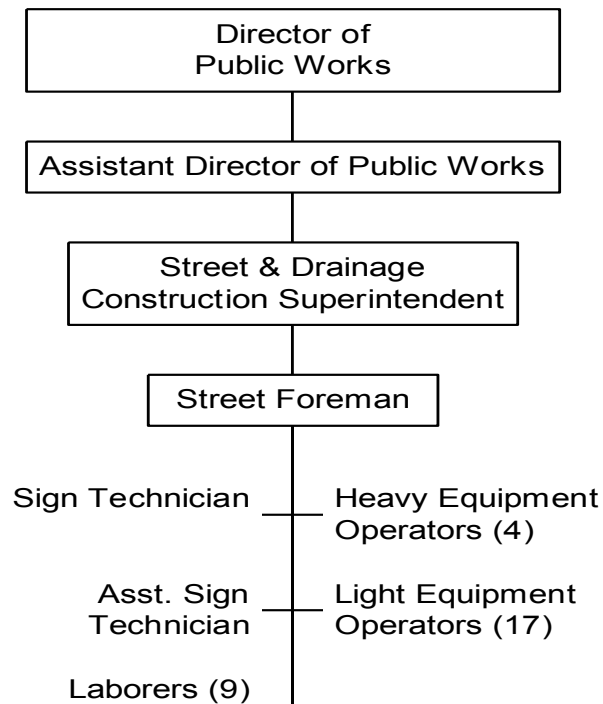 Director of
Public Works
Assistant Director of Public Works
Street & Drainage
Construction Superintendent
Street Foreman
Sign Technician
Heavy Equipment
Operators (4)
Asst. Sign
Technician
Light Equipment
Operators (17)
Laborers (9)